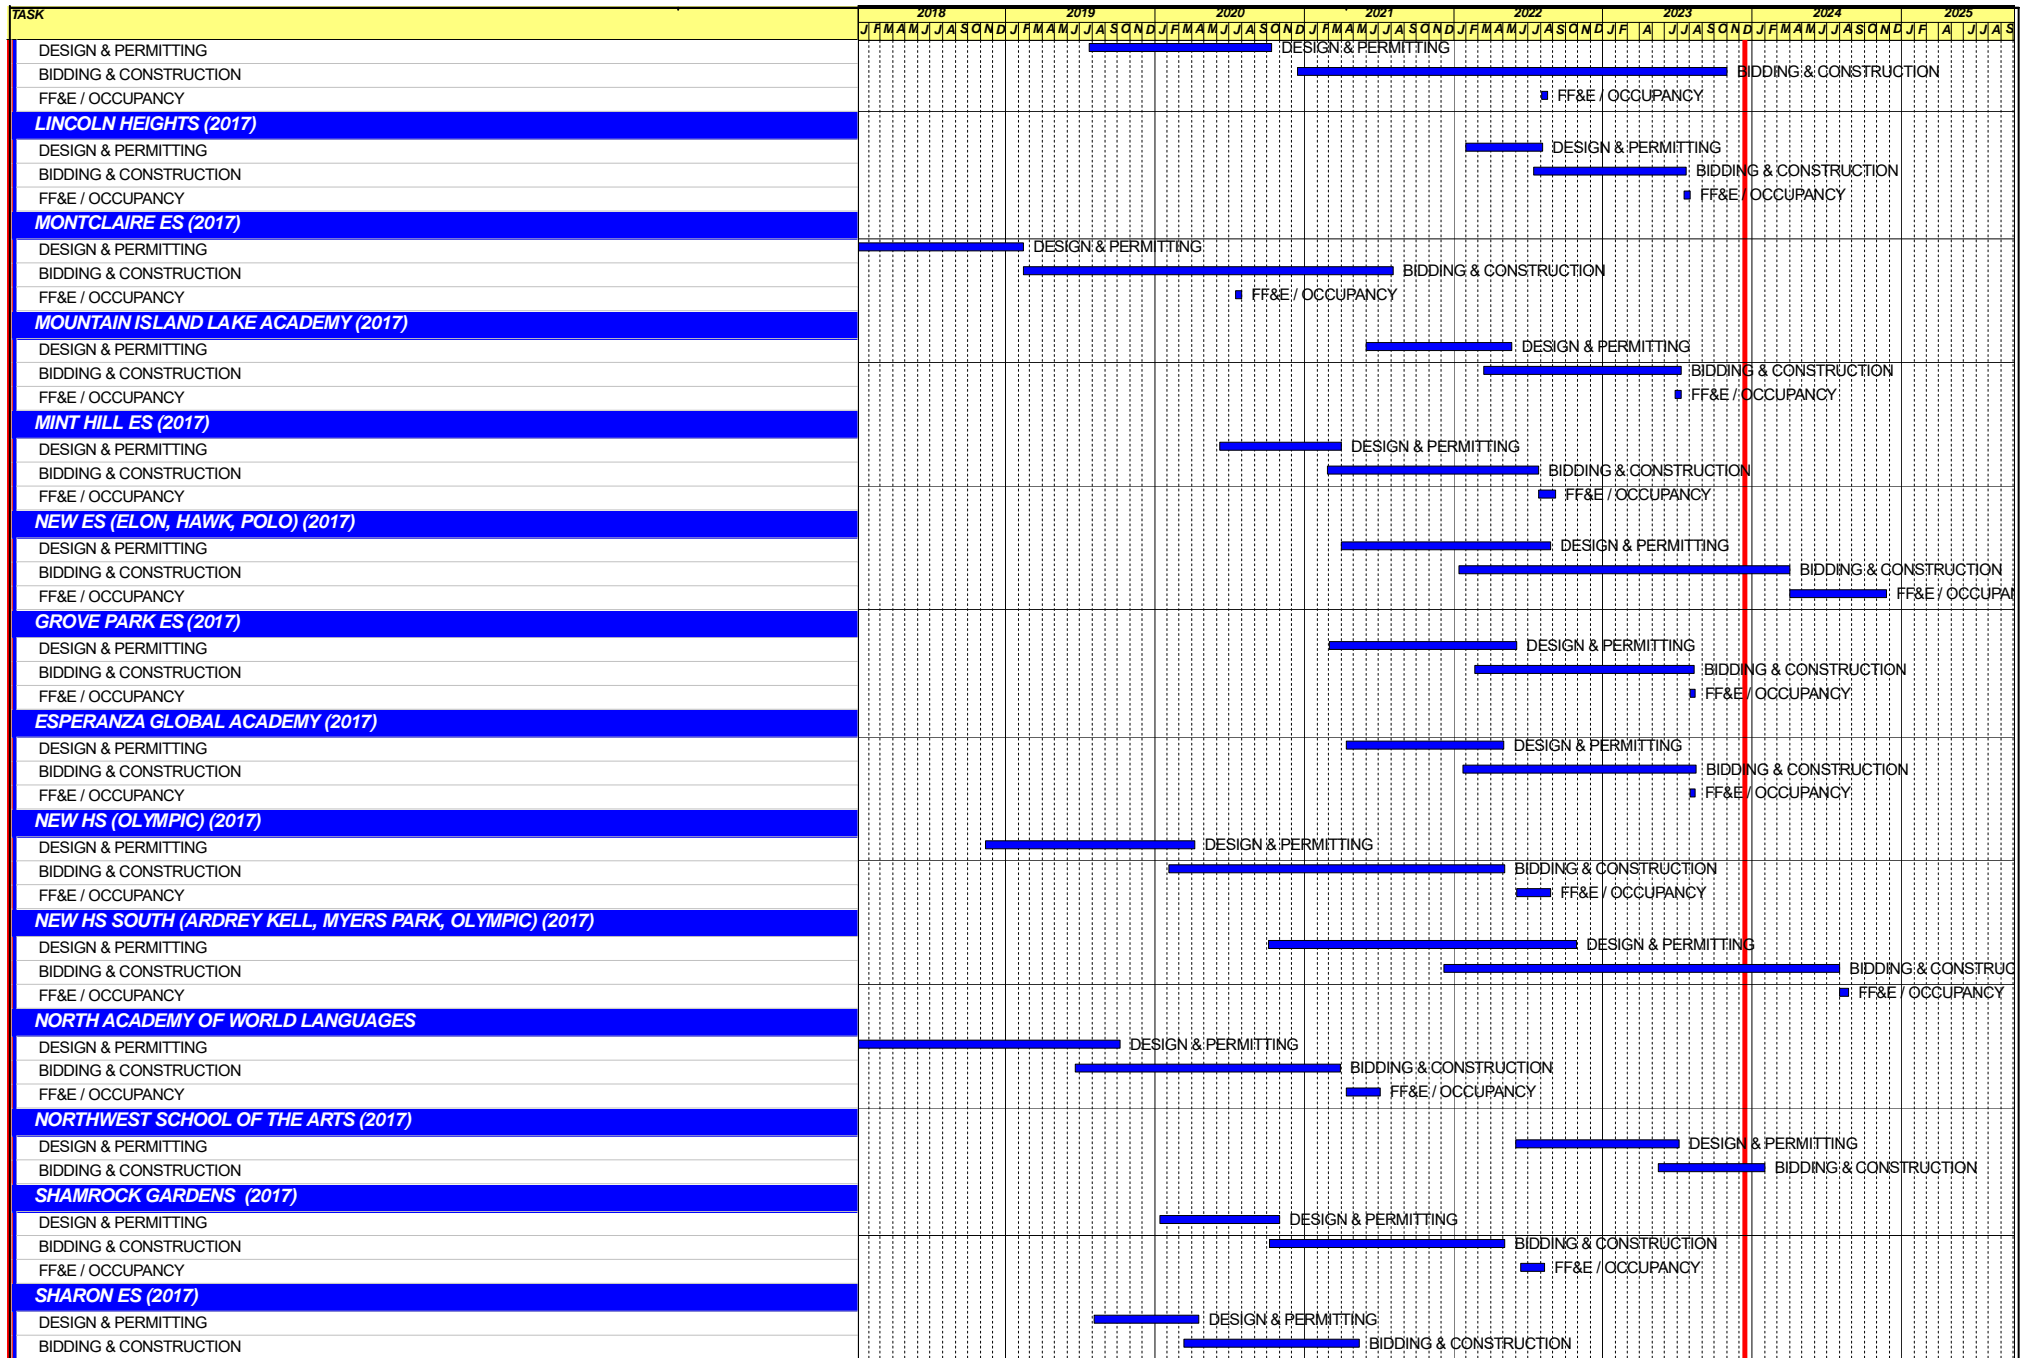 TASK
2018 2019 2020 2021 2022 2023 2024 2025
J F M A M J J A S O N D J F M A M J J A S O N D J F M A M J J A S O N D J F M A M J J A S O N D J F M A M J J A S O N D J F A J J A S O N D J F M A M J J A S O N D J F A J J A S
DESIGN & PERMITTING DESIGN & PERMITTING
BIDDING & CONSTRUCTION BIDDING & CONSTRUCTION
FF&E / OCCUPANCY FF&E / OCCUPANCY
LINCOLN HEIGHTS (2017)
DESIGN & PERMITTING DESIGN & PERMITTING
BIDDING & CONSTRUCTION BIDDING & CONSTRUCTION
FF&E / OCCUPANCY FF&E / OCCUPANCY
MONTCLAIRE ES (2017)
DESIGN & PERMITTING DESIGN & PERMITTING
BIDDING & CONSTRUCTION BIDDING & CONSTRUCTION
FF&E / OCCUPANCY FF&E / OCCUPANCY
MOUNTAIN ISLAND LAKE ACADEMY (2017)
DESIGN & PERMITTING DESIGN & PERMITTING
BIDDING & CONSTRUCTION BIDDING & CONSTRUCTION
FF&E / OCCUPANCY FF&E / OCCUPANCY
MINT HILL ES (2017)
DESIGN & PERMITTING DESIGN & PERMITTING
BIDDING & CONSTRUCTION BIDDING & CONSTRUCTION
FF&E / OCCUPANCY FF&E / OCCUPANCY
NEW ES (ELON, HAWK, POLO) (2017)
DESIGN & PERMITTING DESIGN & PERMITTING
BIDDING & CONSTRUCTION BIDDING & CONSTRUCTION
FF&E / OCCUPANCY FF&E / OCCUPAN
GROVE PARK ES (2017)
DESIGN & PERMITTING DESIGN & PERMITTING
BIDDING & CONSTRUCTION BIDDING & CONSTRUCTION
FF&E / OCCUPANCY FF&E / OCCUPANCY
ESPERANZA GLOBAL ACADEMY (2017)
DESIGN & PERMITTING DESIGN & PERMITTING
BIDDING & CONSTRUCTION BIDDING & CONSTRUCTION
FF&E / OCCUPANCY FF&E / OCCUPANCY
NEW HS (OLYMPIC) (2017)
DESIGN & PERMITTING DESIGN & PERMITTING
BIDDING & CONSTRUCTION BIDDING & CONSTRUCTION
FF&E / OCCUPANCY FF&E / OCCUPANCY
NEW HS SOUTH (ARDREY KELL, MYERS PARK, OLYMPIC) (2017)
DESIGN & PERMITTING DESIGN & PERMITTING
BIDDING & CONSTRUCTION BIDDING & CONSTRUC
FF&E / OCCUPANCY FF&E / OCCUPANCY
NORTH ACADEMY OF WORLD LANGUAGES
DESIGN & PERMITTING DESIGN & PERMITTING
BIDDING & CONSTRUCTION BIDDING & CONSTRUCTION
FF&E / OCCUPANCY FF&E / OCCUPANCY
NORTHWEST SCHOOL OF THE ARTS (2017)
DESIGN & PERMITTING DESIGN & PERMITTING
BIDDING & CONSTRUCTION BIDDING & CONSTRUCTION
SHAMROCK GARDENS (2017)
DESIGN & PERMITTING DESIGN & PERMITTING
BIDDING & CONSTRUCTION BIDDING & CONSTRUCTION
FF&E / OCCUPANCY FF&E / OCCUPANCY
SHARON ES (2017)
DESIGN & PERMITTING DESIGN & PERMITTING
BIDDING & CONSTRUCTION BIDDING & CONSTRUCTION